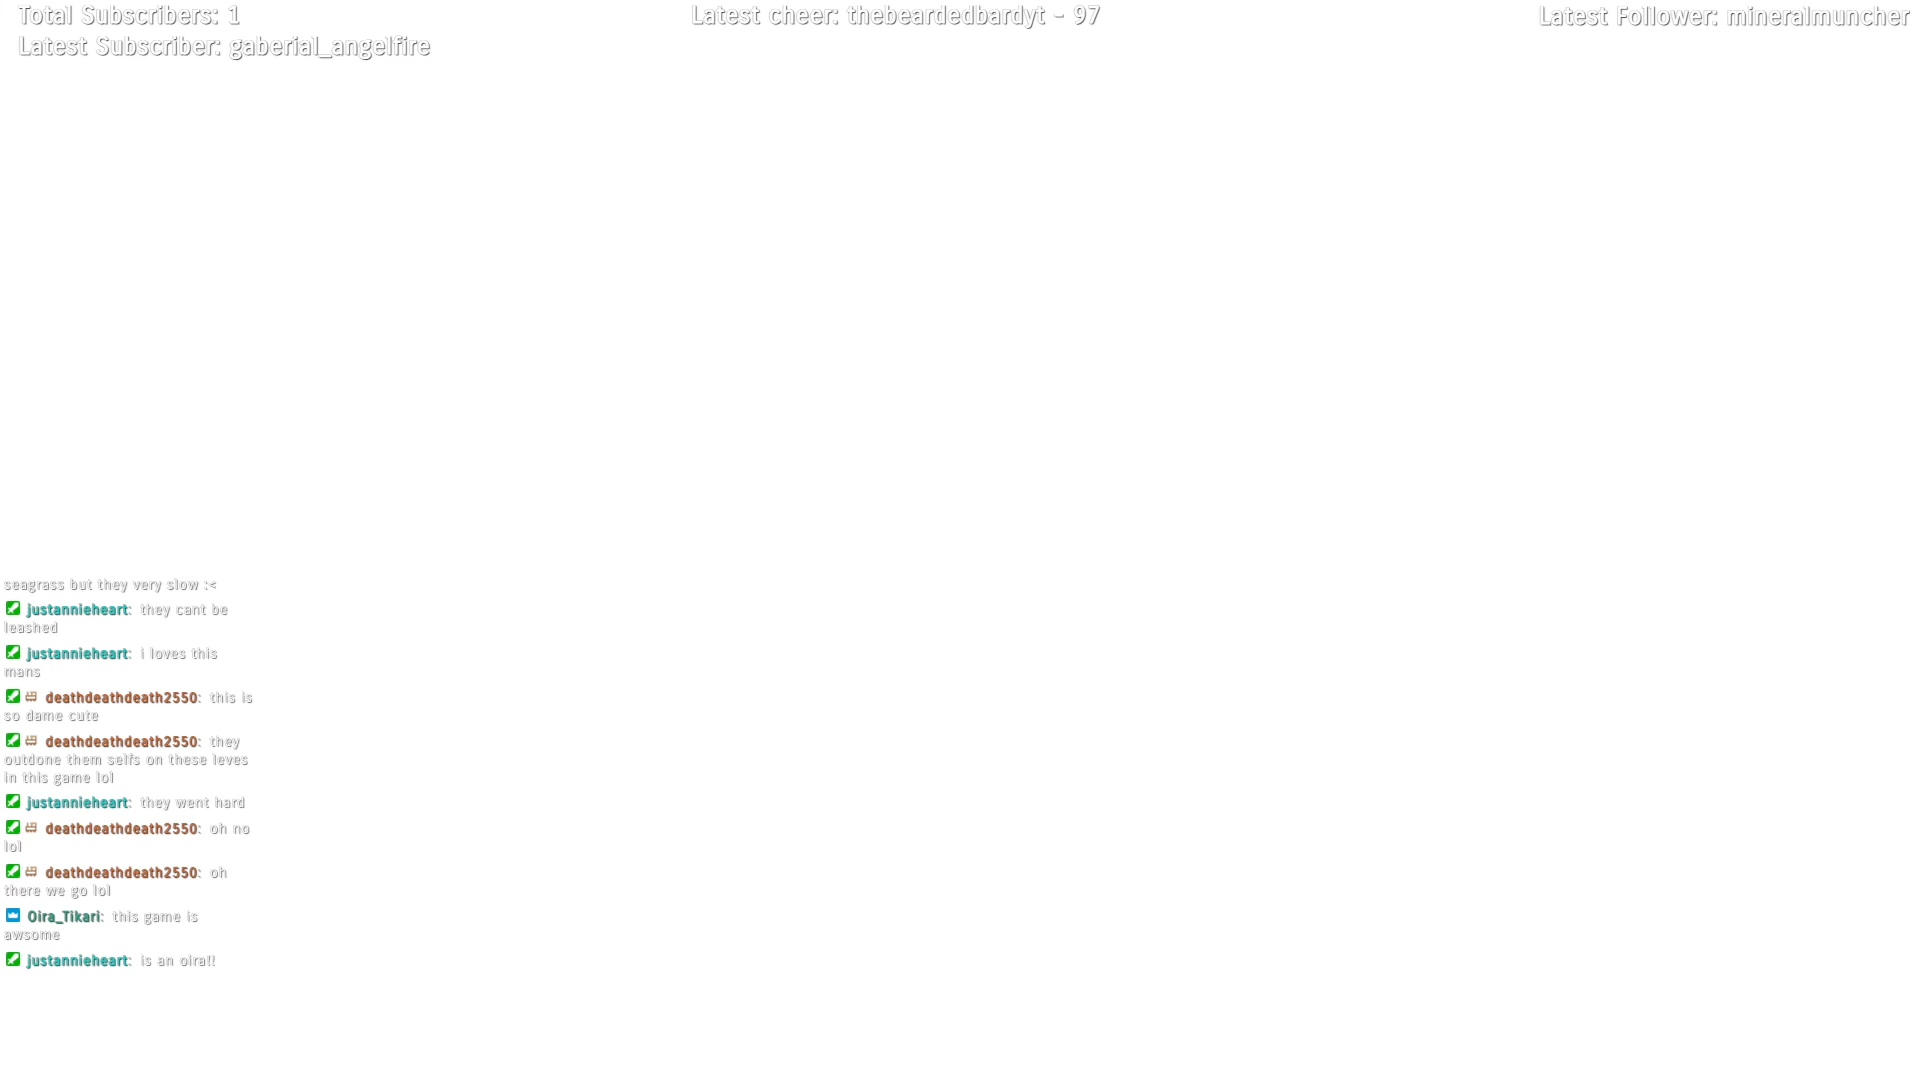 Total Subscribers: 1
Latest cheer: thebeardedbardyt - 97
Latest Follower: mineralmuncher
Latest Subscriber: gaberial_angelfire
seagrass but they very slow :<
justannieheart: they cant be
leashed
justannieheart: i loves this
mans
deathdeathdeath2550: this is
so dame cute
deathdeathdeath2550: they
outdone them selfs on these leves
in this game lol
justannieheart: they went hard
deathdeathdeath2550: oh no
lol
deathdeathdeath2550: oh
there we go lol
Oira_Tikari: this game is
awsome
justannieheart: is an oira!!